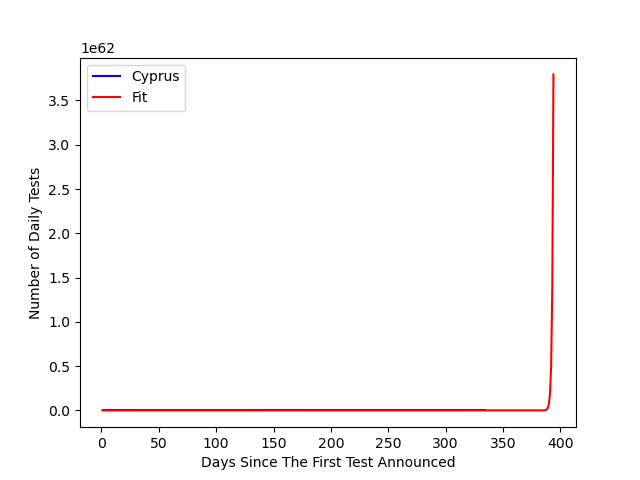 1e62
Cyprus
Fit
3.5
3.0
2.5
2.0
1.5
1.0
0.5
0.0
Number of Daily Tests
0 50 100 150 200 250 300 350 400
Days Since The First Test Announced